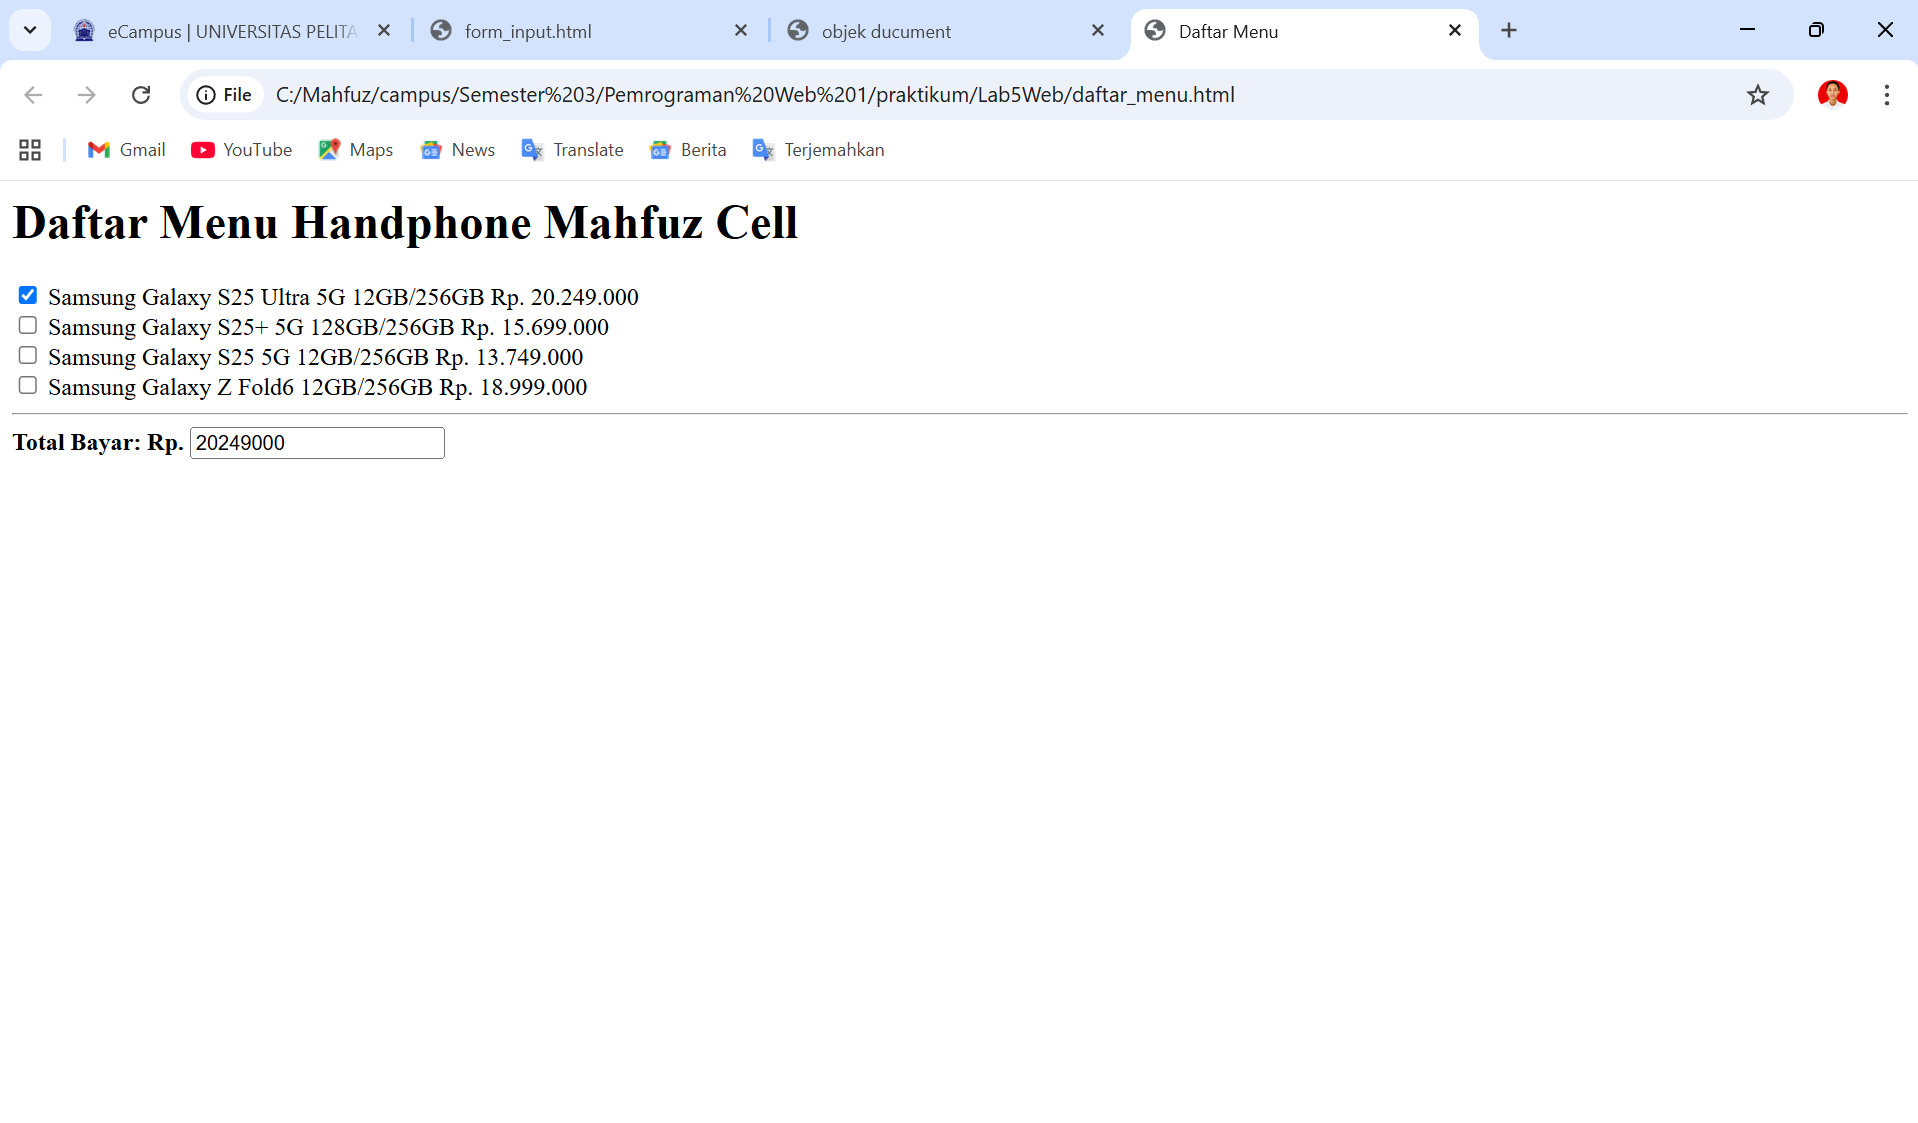 eCampus | UNIVERSITAS PELITA
form_input.html
objek ducument
Daftar Menu
File
C:/Mahfuz/campus/Semester%203/Pemrograman%20Web%201/praktikum/Lab5Web/daftar_menu.html
Gmail
YouTube
Maps
News
Translate
Berita
Terjemahkan
Daftar Menu Handphone Mahfuz Cell
Samsung Galaxy S25 Ultra 5G 12GB/256GB Rp. 20.249.000
Samsung Galaxy S25+ 5G 128GB/256GB Rp. 15.699.000
Samsung Galaxy S25 5G 12GB/256GB Rp. 13.749.000
Samsung Galaxy Z Fold6 12GB/256GB Rp. 18.999.000
Total Bayar: Rp. 20249000